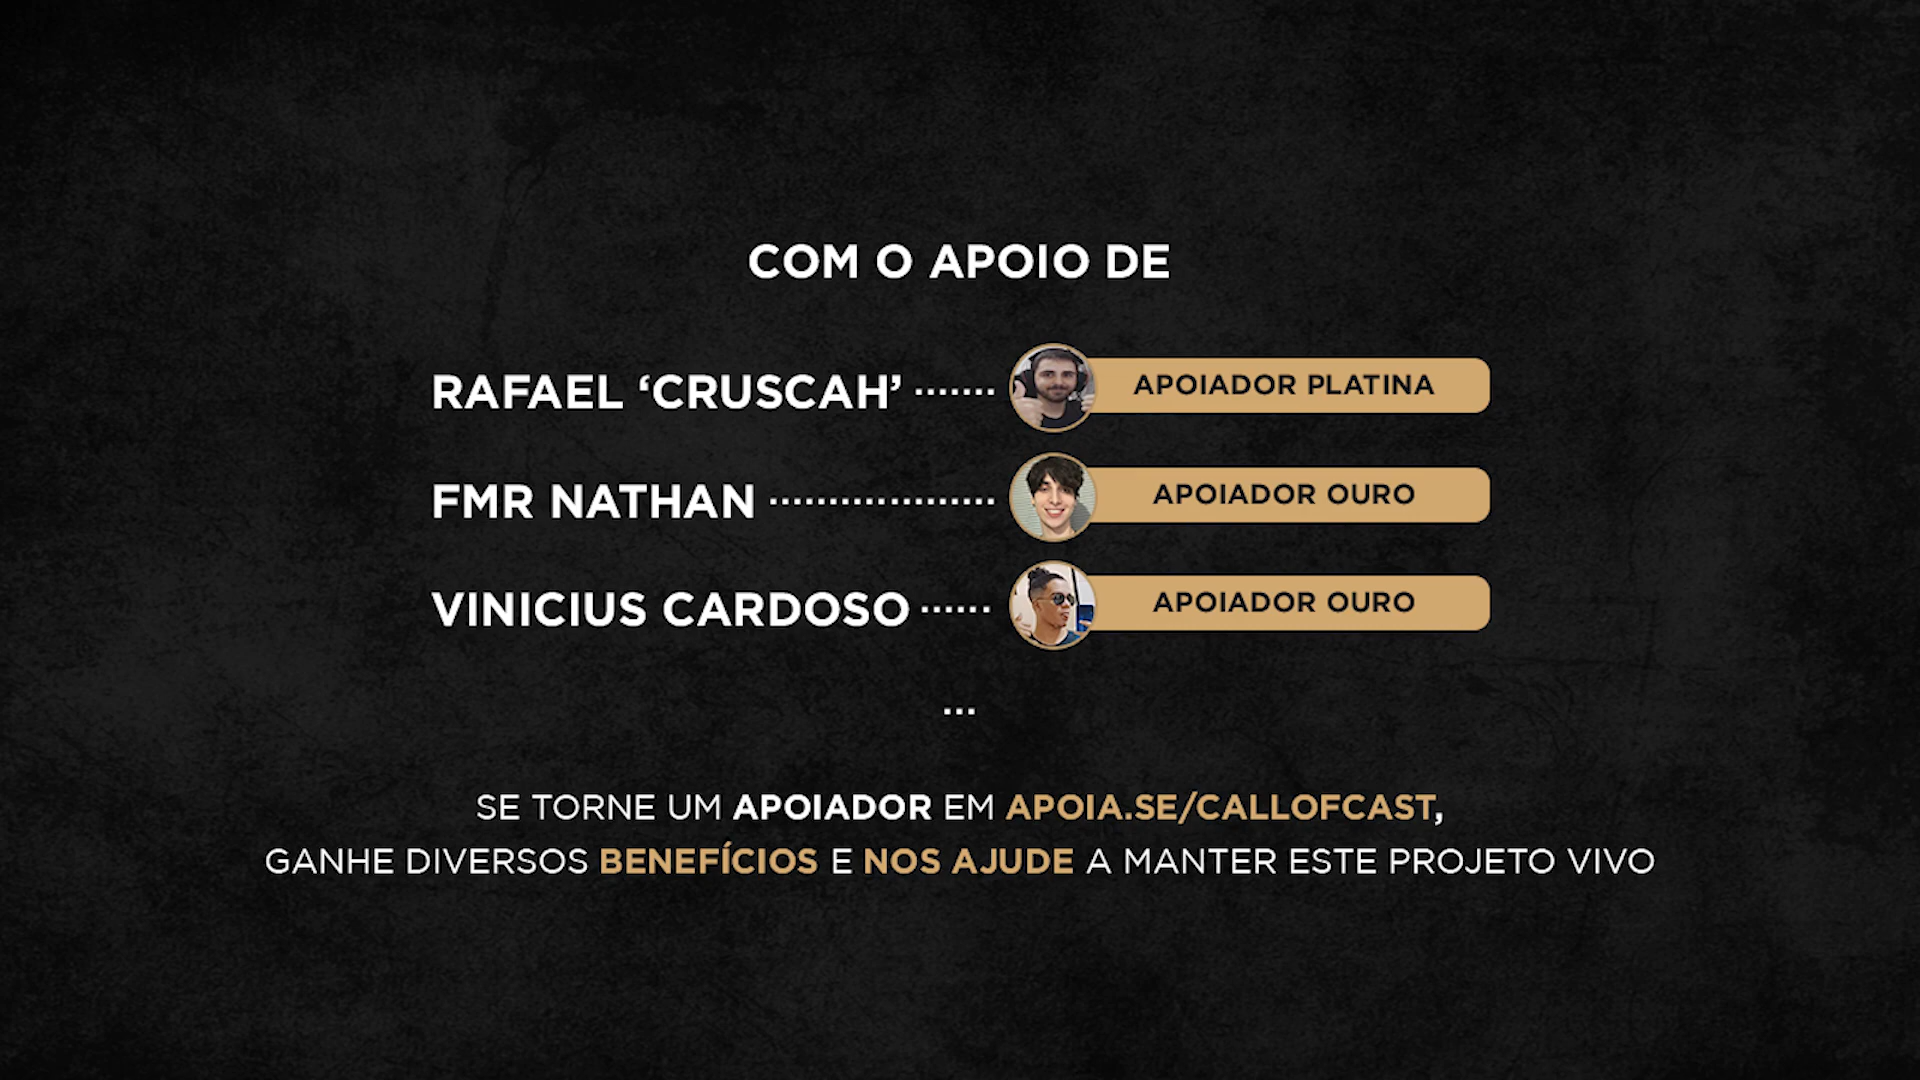 COM O APOIO DE
RAFAEL ‘CRUSCAH’ ....... APOIADOR PLATINA
FMR NATHAN ................... APOIADOR OURO
VINICIUS CARDOSO ...... APOIADOR OURO
...
SE TORNE UM APOIADOR EM APOIA.SE/CALLOFCAST,
GANHE DIVERSOS BENEFÍCIOS E NOS AJUDE A MANTER ESTE PROJETO VIVO